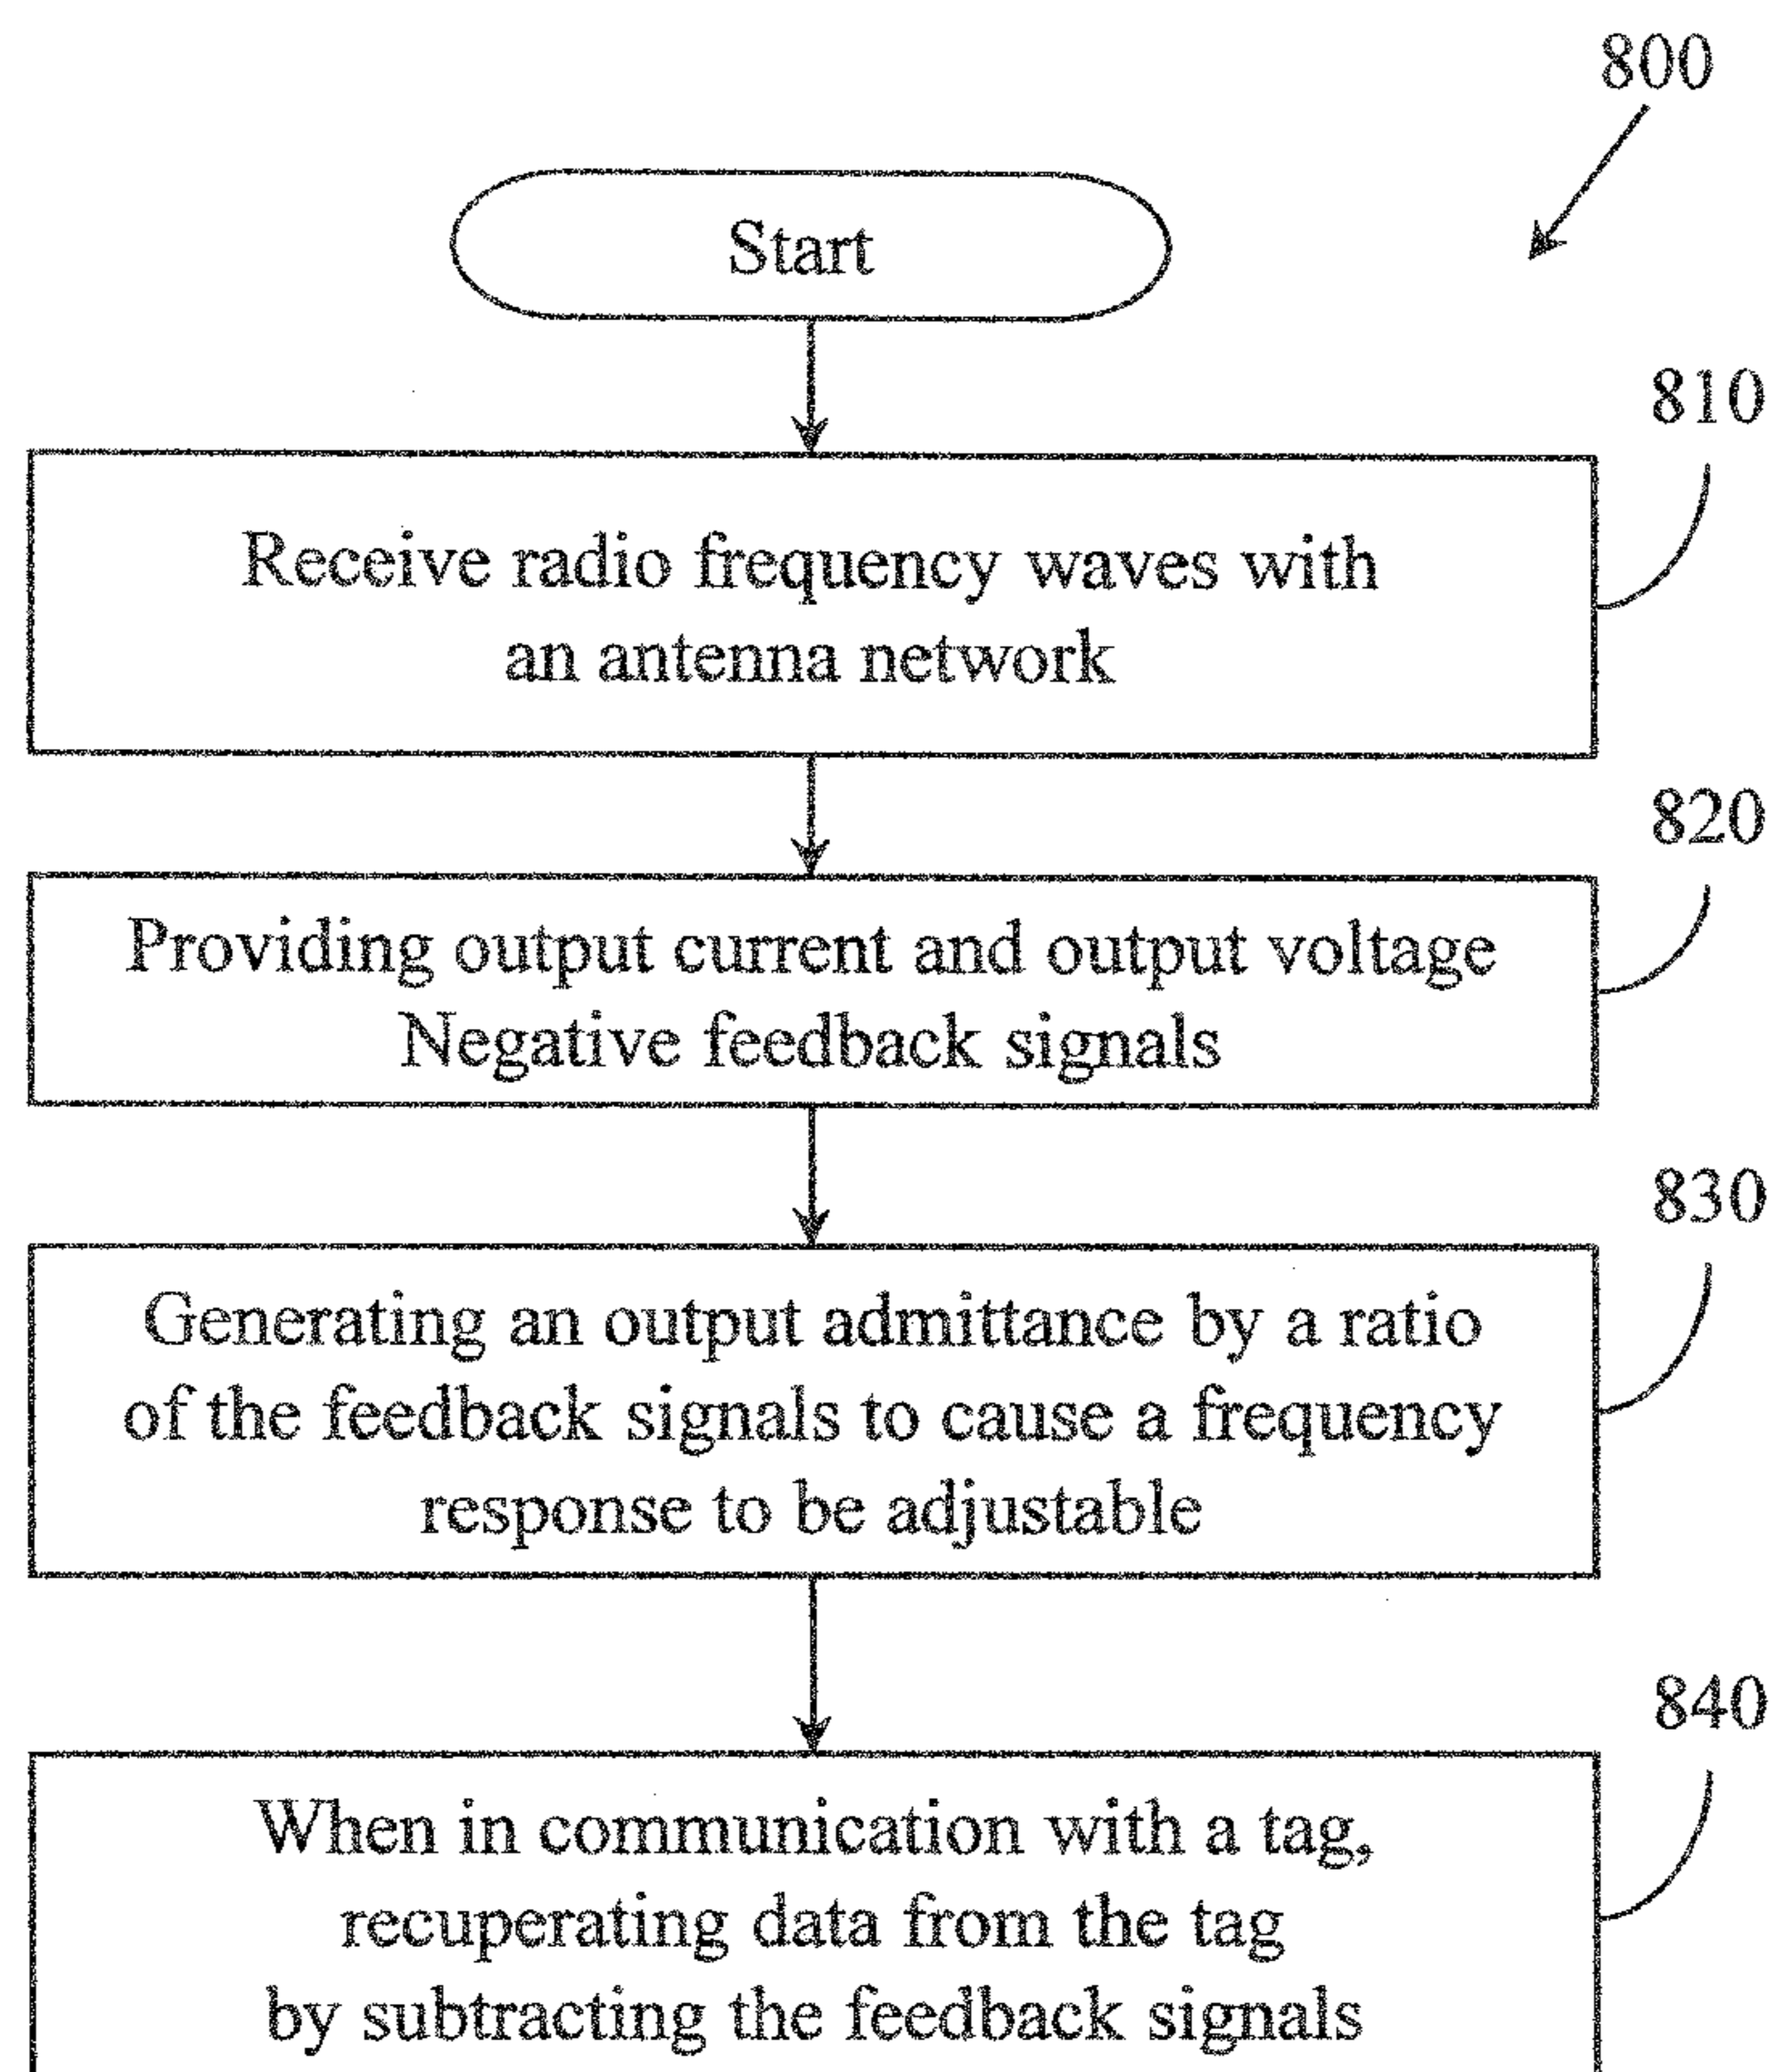 800
Start
810
Receive radio frequency waves with
an antenna network
820
Providing output current and output voltage
Negative feedback signals
830
Generating an output admittance by a ratio
of the feedback signals to cause a frequency
response to be adjustable
840
When in communication with a tag,
recuperating data from the tag
by subtracting the feedback signals